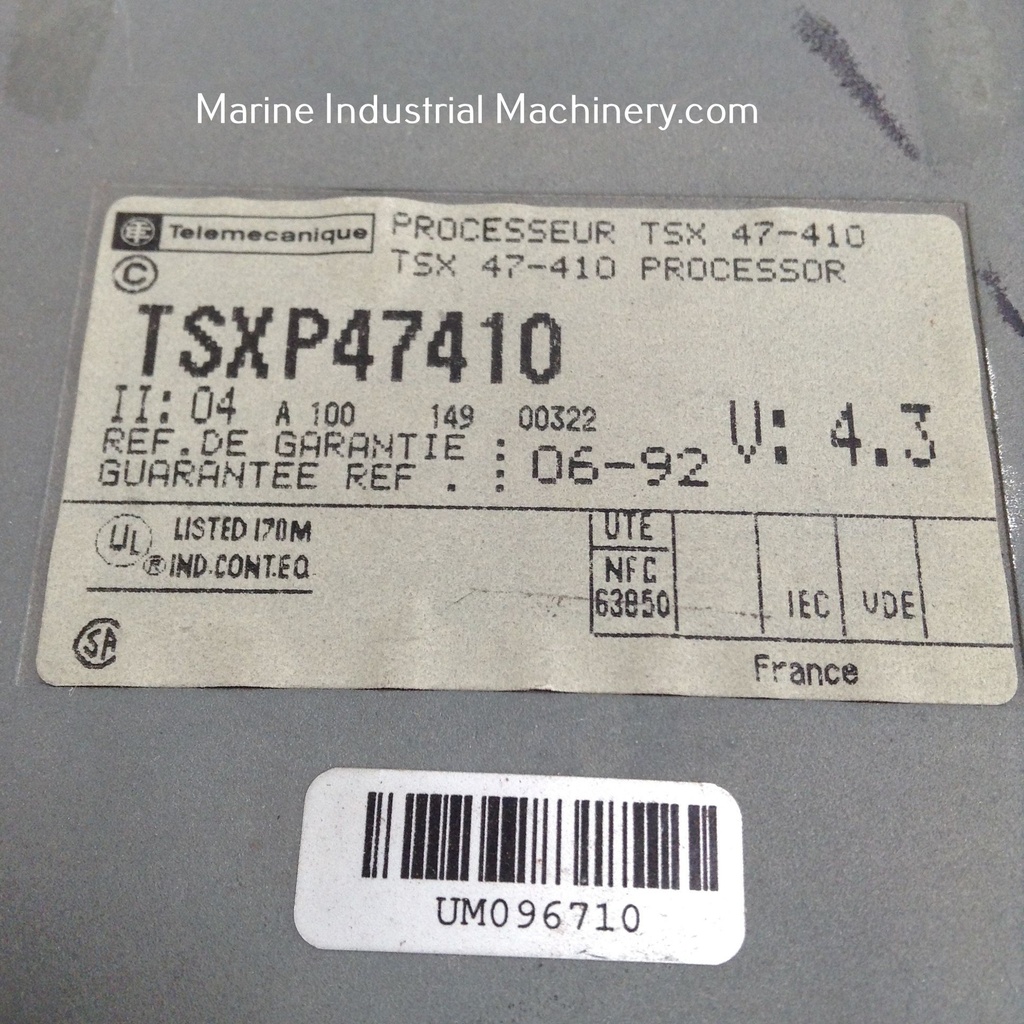 Marine Industrial Machinery.com
Telemecanique PROCESSEUR TSX 47-410
© TSX 47-410 PROCESSOR
TSXP47410
II: 04 A 100 149 00322 V: 4.3
REF.DE GARANTIE :
GUARANTEE REF . : 06-92
UL LISTED 170M
® IND.CONT.EQ
UTE
NFC
63850 IEC VDE
SA
France
UM096710